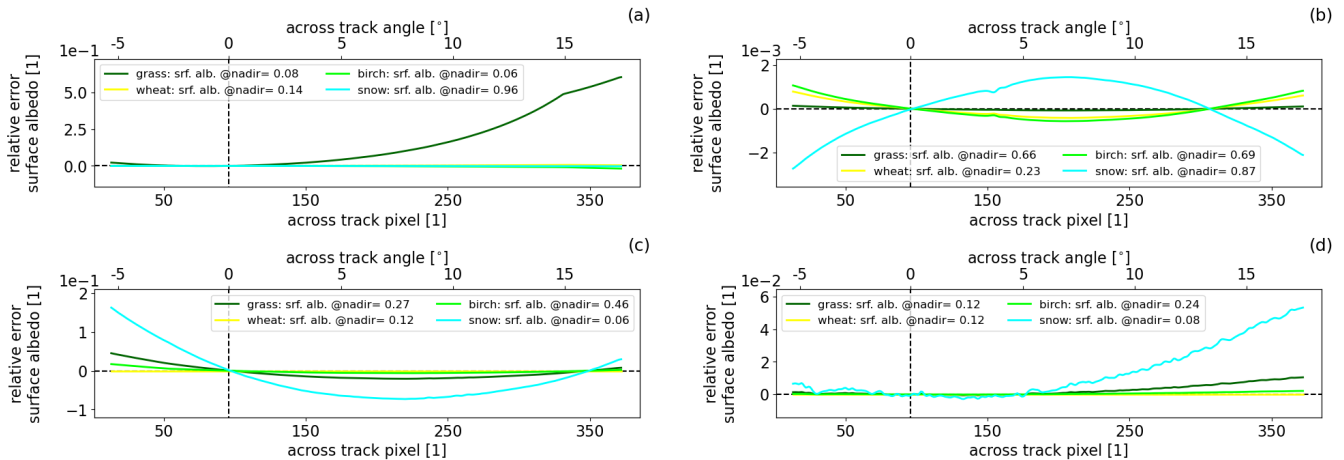 (a)
across track angle [°]
-5 0 5 10 15
1e−1
grass: srf. alb. @nadir= 0.08
wheat: srf. alb. @nadir= 0.14
birch: srf. alb. @nadir= 0.06
snow: srf. alb. @nadir= 0.96
relative error
surface albedo [1]
5.0
2.5
0.0
50 150 250 350
across track pixel [1]
(b)
across track angle [°]
-5 0 5 10 15
1e−3
relative error
surface albedo [1]
2
0
−2
grass: srf. alb. @nadir= 0.66
wheat: srf. alb. @nadir= 0.23
birch: srf. alb. @nadir= 0.69
snow: srf. alb. @nadir= 0.87
50 150 250 350
across track pixel [1]
(c)
across track angle [°]
-5 0 5 10 15
1e−1
grass: srf. alb. @nadir= 0.27
wheat: srf. alb. @nadir= 0.12
birch: srf. alb. @nadir= 0.46
snow: srf. alb. @nadir= 0.06
relative error
surface albedo [1]
2
1
0
−1
50 150 250 350
across track pixel [1]
(d)
across track angle [°]
-5 0 5 10 15
1e−2
grass: srf. alb. @nadir= 0.12
wheat: srf. alb. @nadir= 0.12
birch: srf. alb. @nadir= 0.24
snow: srf. alb. @nadir= 0.08
relative error
surface albedo [1]
6
4
2
0
50 150 250 350
across track pixel [1]